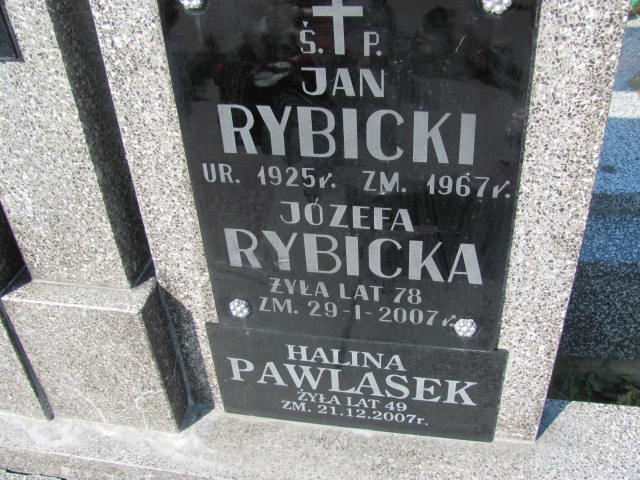 Ś. P.
JAN
RYBICKI
UR. 1925r. ZM. 1967r.
JÓZEFA
RYBICKA
ŻYŁA LAT 78
ZM. 29-I-2007r.
HALINA
PAWLASEK
ŻYŁA LAT 49
ZM. 21.12.2007r.